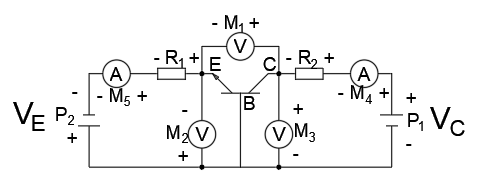 - M1 +
V
- R1 + E C - R2 +
A A
- - M5 + B - M4 + +
VE P2 - + P1 VC
M2 V V M3
+ + - -